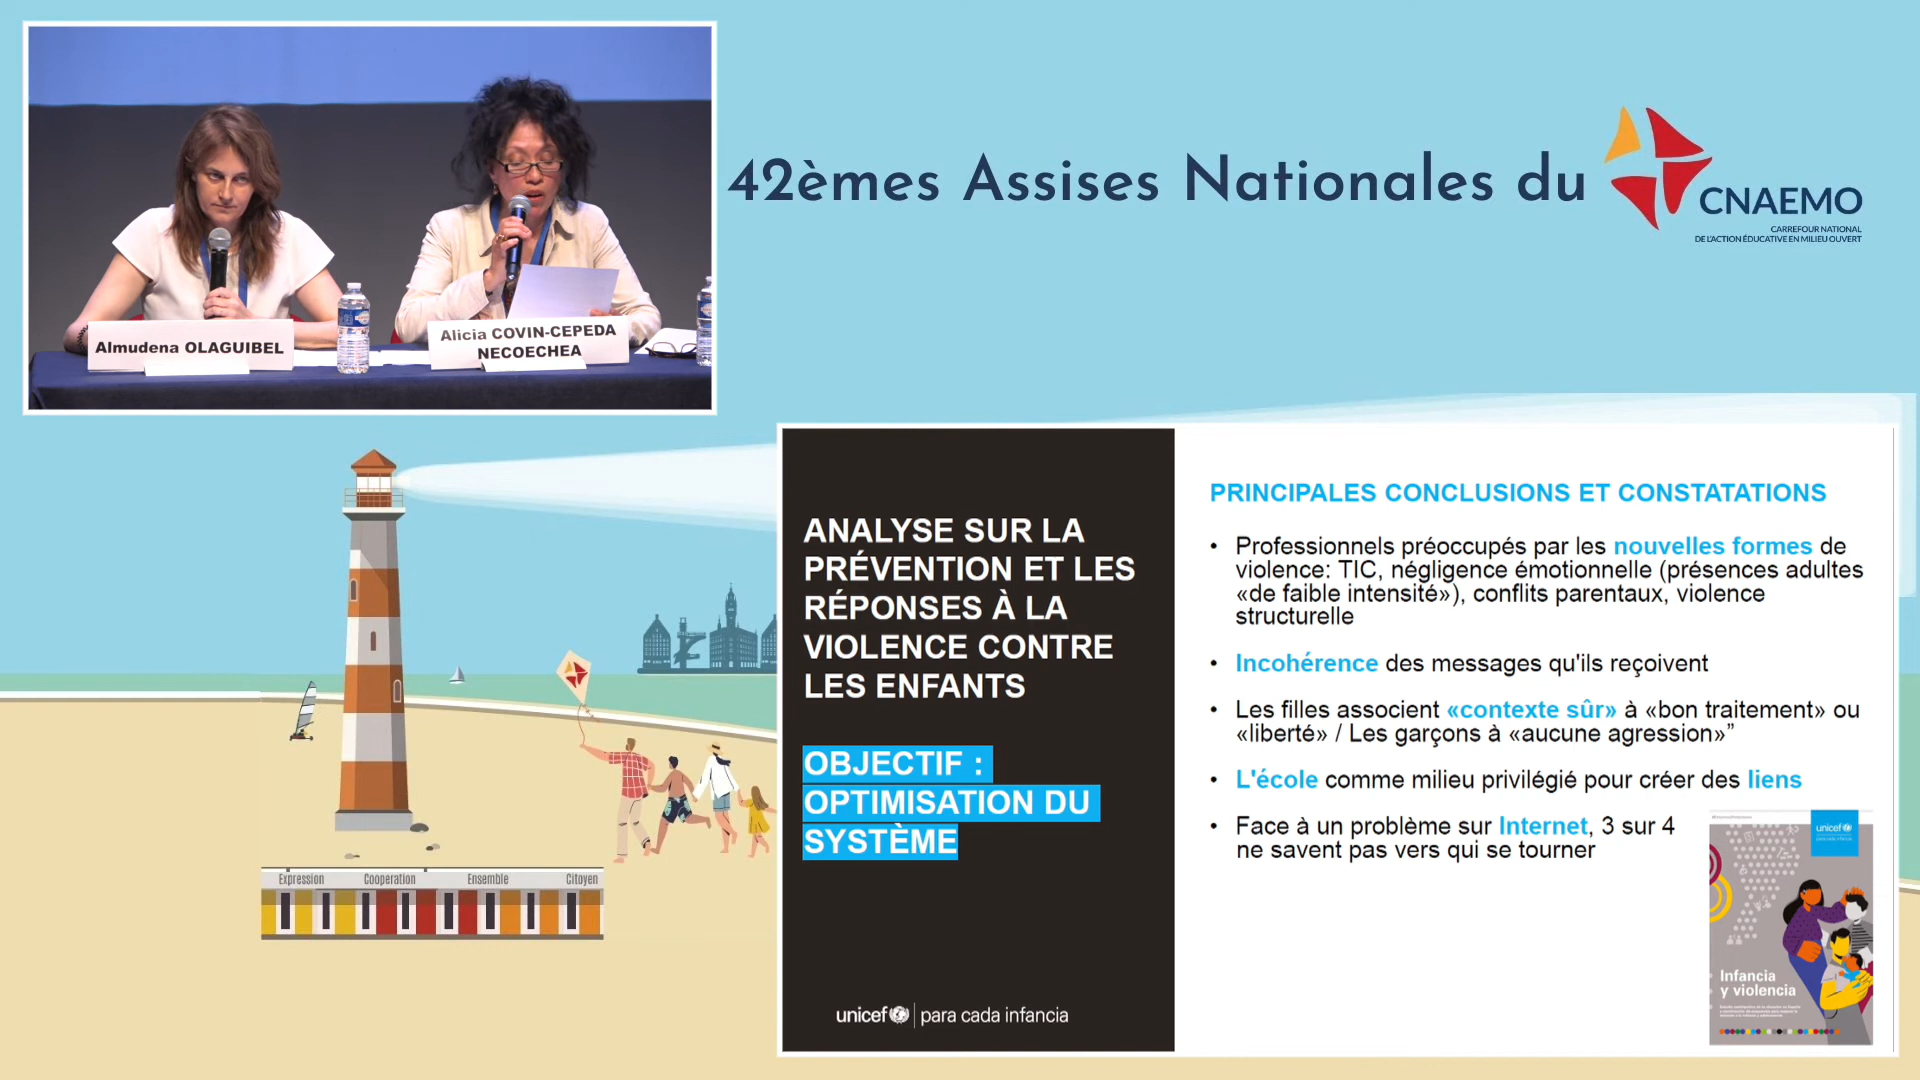 42èmes Assises Nationales du
CNAEMO
CARREFOUR NATIONAL
DE L'ACTION ÉDUCATIVE EN MILIEU OUVERT
Almudena OLAGUIBEL
Alicia COVIN-CEPEDA
NECOECHEA
Expression
Cooperation
Ensemble
Citoyen
ANALYSE SUR LA
PRÉVENTION ET LES
RÉPONSES À LA
VIOLENCE CONTRE
LES ENFANTS
OBJECTIF :
OPTIMISATION DU
SYSTÈME
unicef | para cada infancia
PRINCIPALES CONCLUSIONS ET CONSTATATIONS
• Professionnels préoccupés par les nouvelles formes de
violence: TIC, négligence émotionnelle (présences adultes
«de faible intensité»), conflits parentaux, violence
structurelle
• Incohérence des messages qu'ils reçoivent
• Les filles associent «contexte sûr» à «bon traitement» ou
«liberté» / Les garçons à «aucune agression»”
• L'école comme milieu privilégié pour créer des liens
• Face à un problème sur Internet, 3 sur 4
ne savent pas vers qui se tourner
unicef
Infancia
y violencia